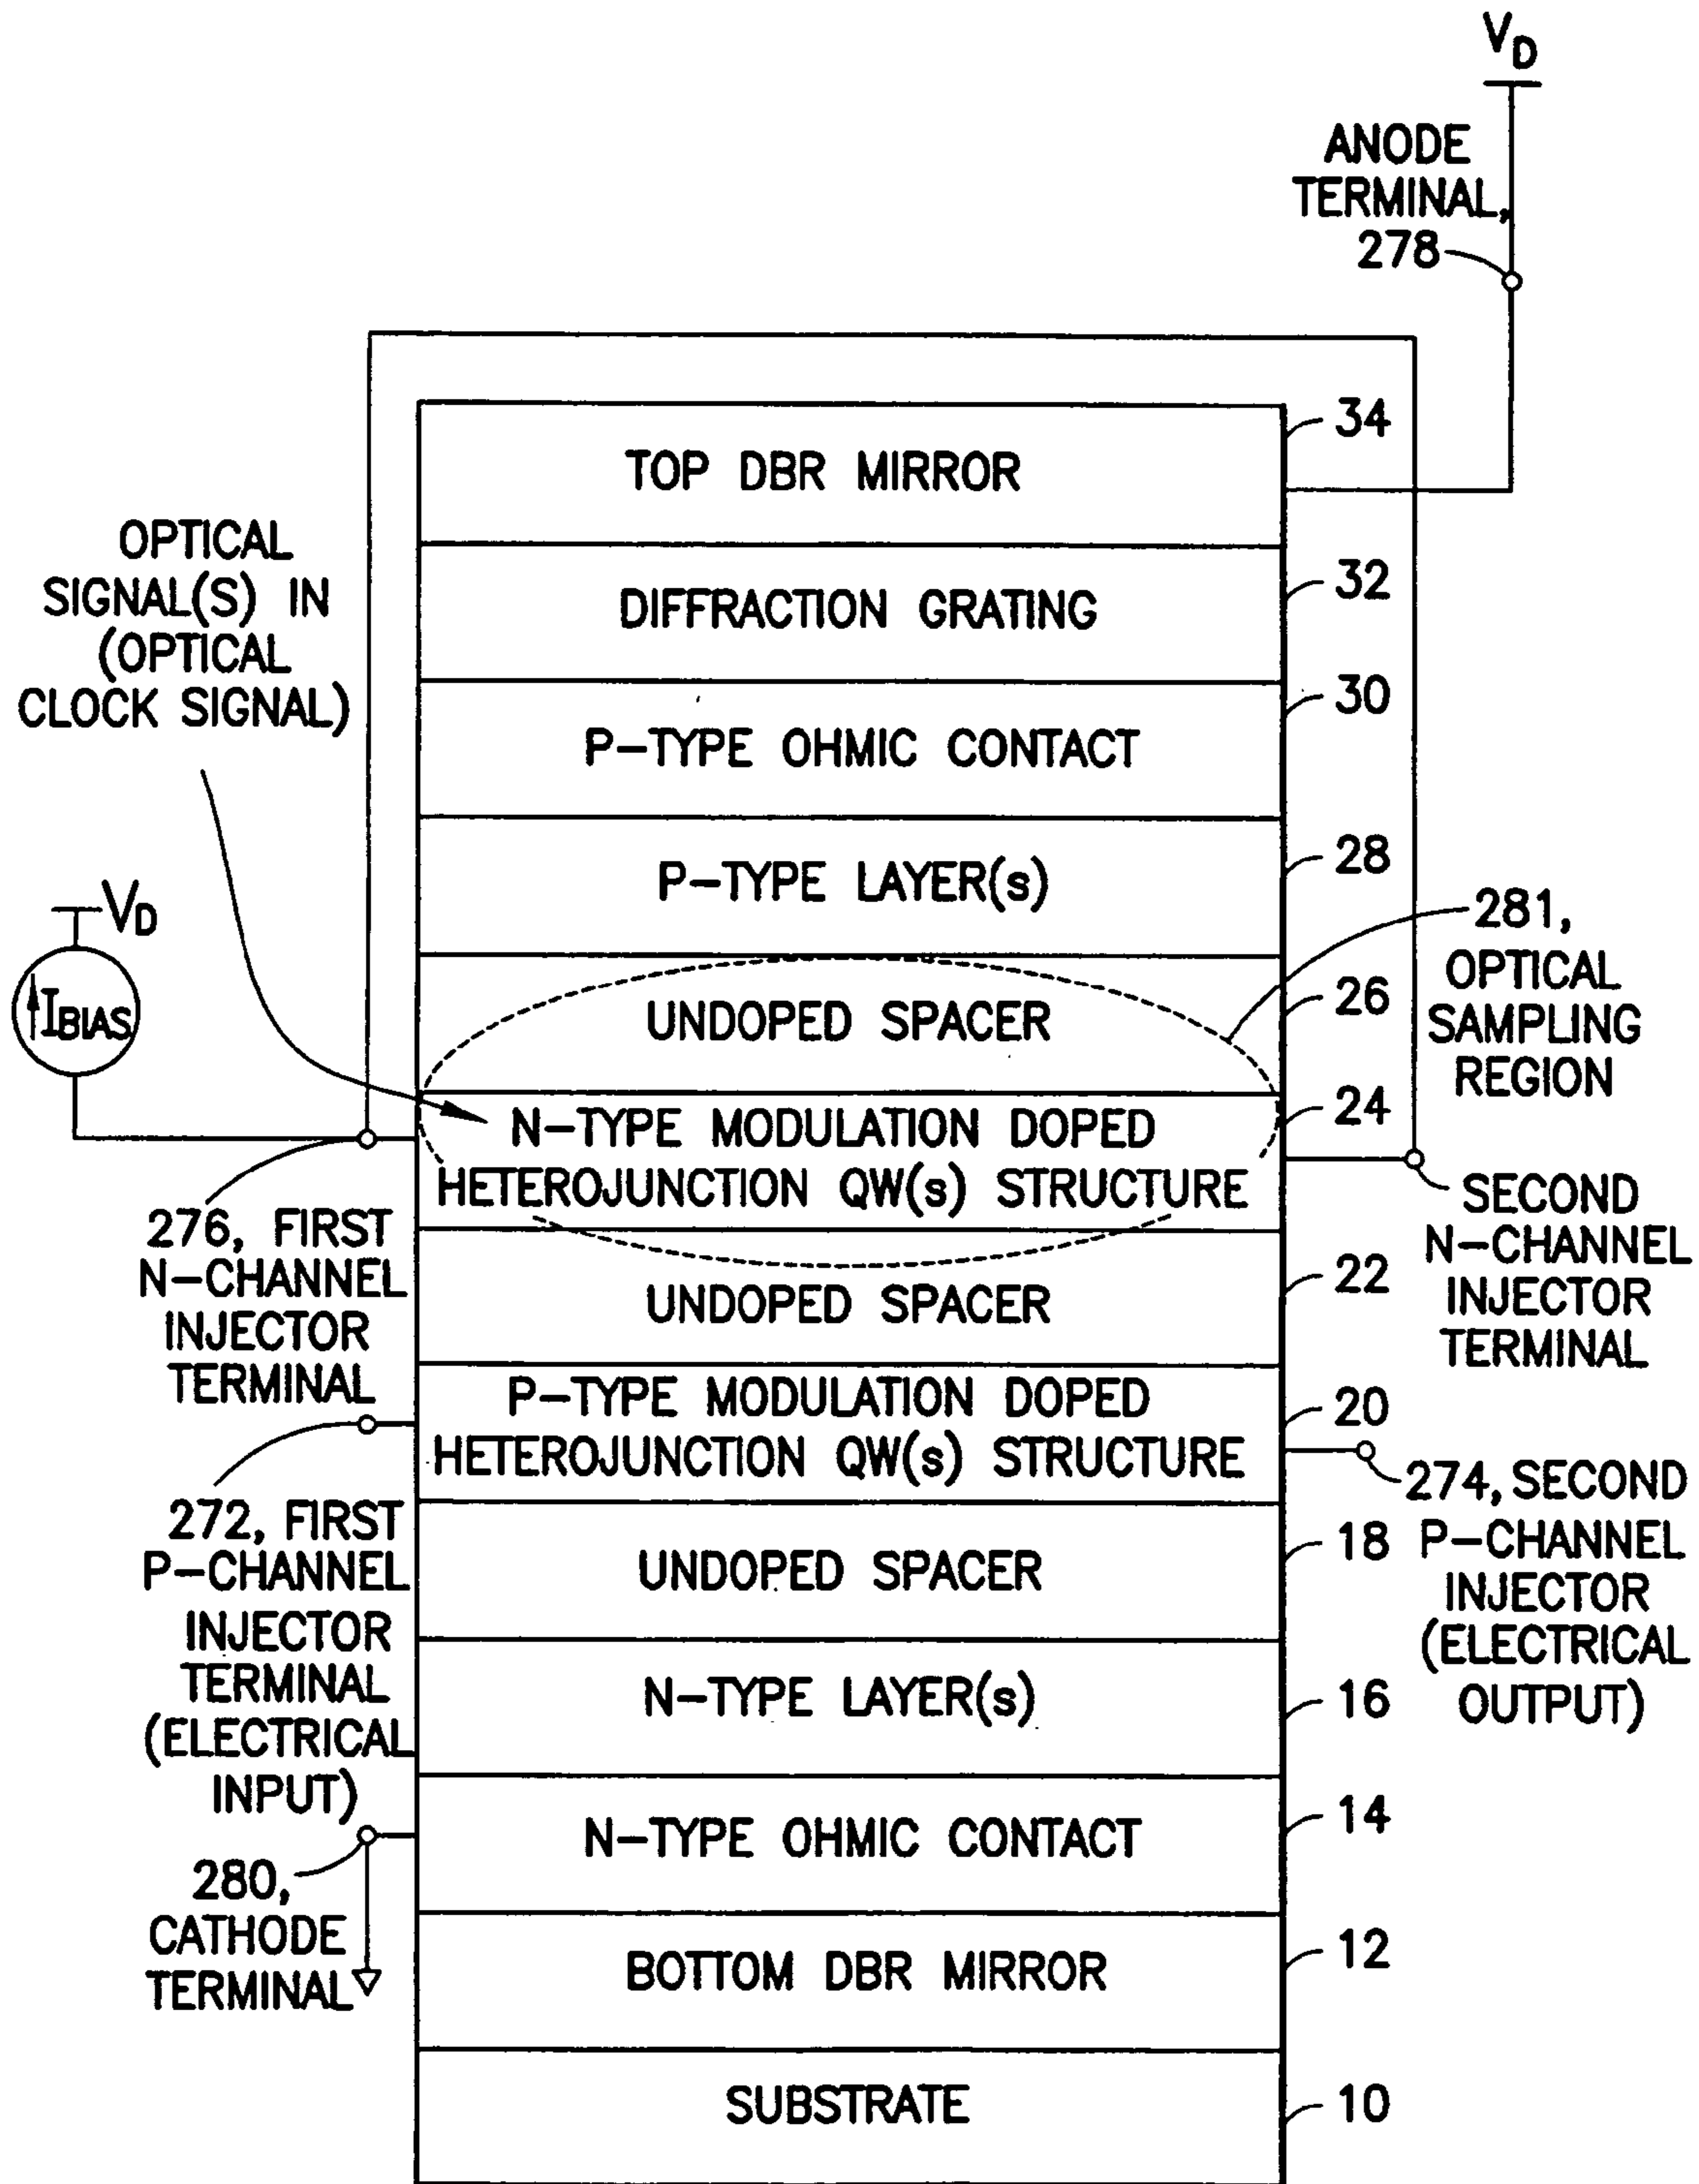 VD
ANODE
TERMINAL,
278
34
TOP DBR MIRROR
OPTICAL
SIGNAL(S) IN
(OPTICAL
CLOCK SIGNAL)
32
DIFFRACTION GRATING
30
P-TYPE OHMIC CONTACT
28
P-TYPE LAYER(s)
VD
IBIAS
281,
OPTICAL
SAMPLING
REGION
26
UNDOPED SPACER
24
N-TYPE MODULATION DOPED
HETEROJUNCTION QW(s) STRUCTURE
276, FIRST
N-CHANNEL
INJECTOR
TERMINAL
SECOND
N-CHANNEL
INJECTOR
TERMINAL
22
UNDOPED SPACER
20
P-TYPE MODULATION DOPED
HETEROJUNCTION QW(s) STRUCTURE
272, FIRST
P-CHANNEL
INJECTOR
TERMINAL
(ELECTRICAL
INPUT)
274, SECOND
P-CHANNEL
INJECTOR
(ELECTRICAL
OUTPUT)
18
UNDOPED SPACER
16
N-TYPE LAYER(s)
14
N-TYPE OHMIC CONTACT
280,
CATHODE
TERMINAL
12
BOTTOM DBR MIRROR
10
SUBSTRATE